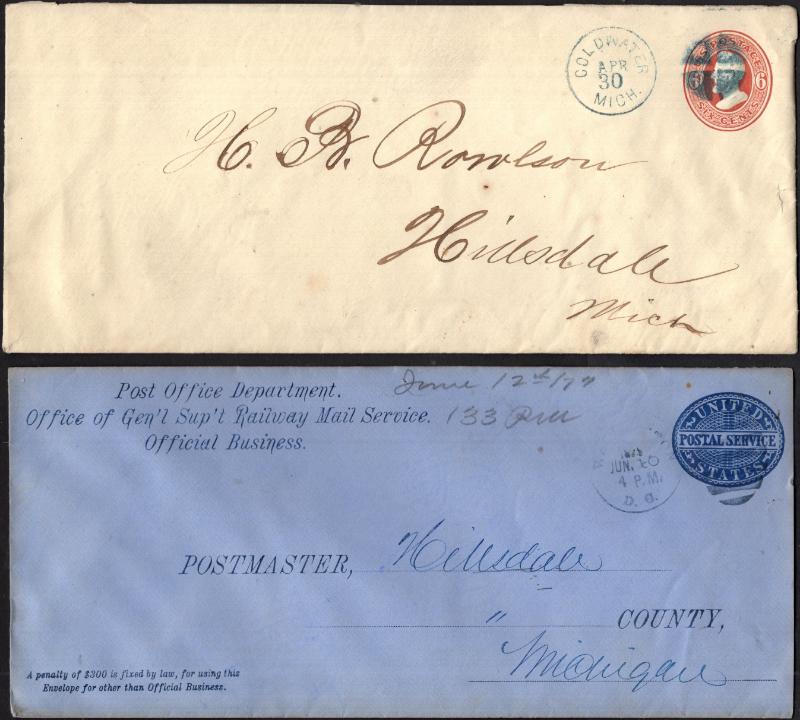 COLDWATER
APR
30
MICH.
U.S. POSTAGE
6 6
SIX CENTS
H. B. Rowlson
Hillsdale
Mich
Post Office Department.
Office of Gen'l Sup't Railway Mail Service.
Official Business.
June 12th/77
133 PM
UNITED
POSTAL SERVICE
STATES
JUN. 10
4 P.M.
D. C.
POSTMASTER, Hillsdale
" COUNTY,
Michigan
A penalty of $300 is fixed by law, for using this
Envelope for other than Official Business.